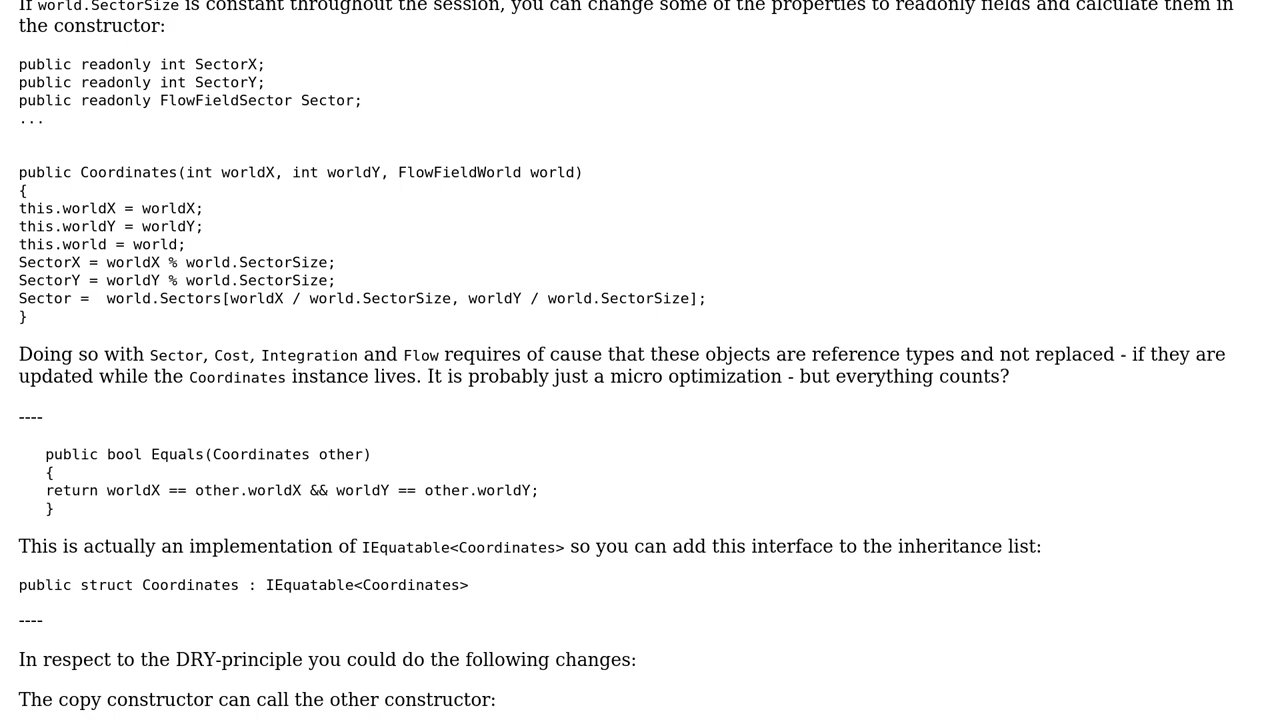 If world.SectorSize is constant throughout the session, you can change some of the properties to readonly fields and calculate them in
the constructor:
public readonly int SectorX;
public readonly int SectorY;
public readonly FlowFieldSector Sector;
...
public Coordinates(int worldX, int worldY, FlowFieldWorld world)
{
this.worldX = worldX;
this.worldY = worldY;
this.world = world;
SectorX = worldX % world.SectorSize;
SectorY = worldY % world.SectorSize;
Sector =  world.Sectors[worldX / world.SectorSize, worldY / world.SectorSize];
}
Doing so with Sector, Cost, Integration and Flow requires of cause that these objects are reference types and not replaced - if they are
updated while the Coordinates instance lives. It is probably just a micro optimization - but everything counts?
----
public bool Equals(Coordinates other)
{
return worldX == other.worldX && worldY == other.worldY;
}
This is actually an implementation of IEquatable<Coordinates> so you can add this interface to the inheritance list:
public struct Coordinates : IEquatable<Coordinates>
----
In respect to the DRY-principle you could do the following changes:
The copy constructor can call the other constructor: